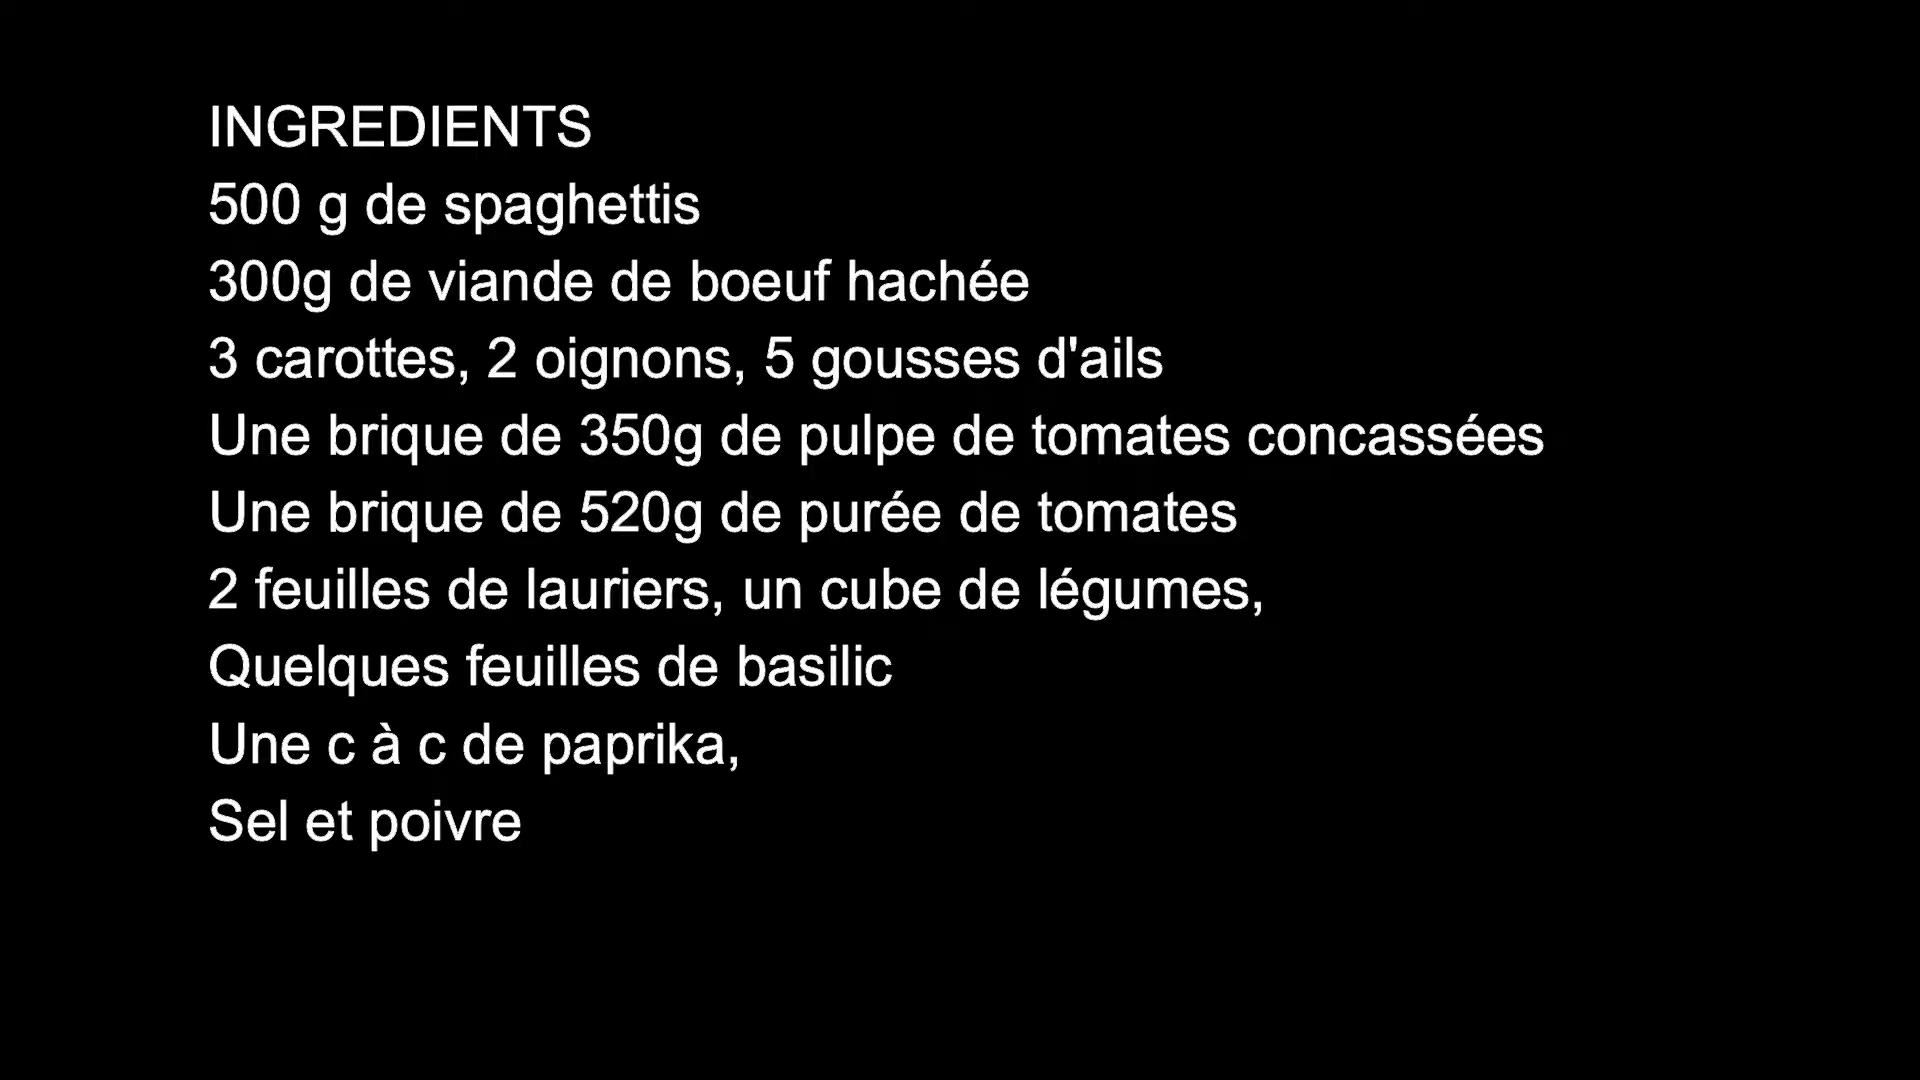 INGREDIENTS
500 g de spaghettis
300g de viande de boeuf hachée
3 carottes, 2 oignons, 5 gousses d'ails
Une brique de 350g de pulpe de tomates concassées
Une brique de 520g de purée de tomates
2 feuilles de lauriers, un cube de légumes,
Quelques feuilles de basilic
Une c à c de paprika,
Sel et poivre